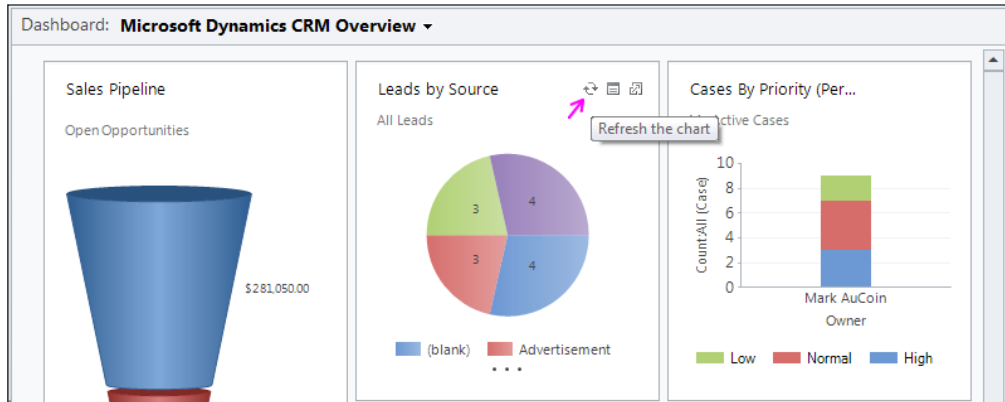 Dashboard: Microsoft Dynamics CRM Overview
Sales Pipeline
Open Opportunities
$281,050.00
Leads by Source
All Leads
Refresh the chart
3
4
3
4
(blank) Advertisement
Cases By Priority (Per...
Active Cases
Count:All (Case)
10
8
6
4
2
0
Mark AuCoin
Owner
Low Normal High